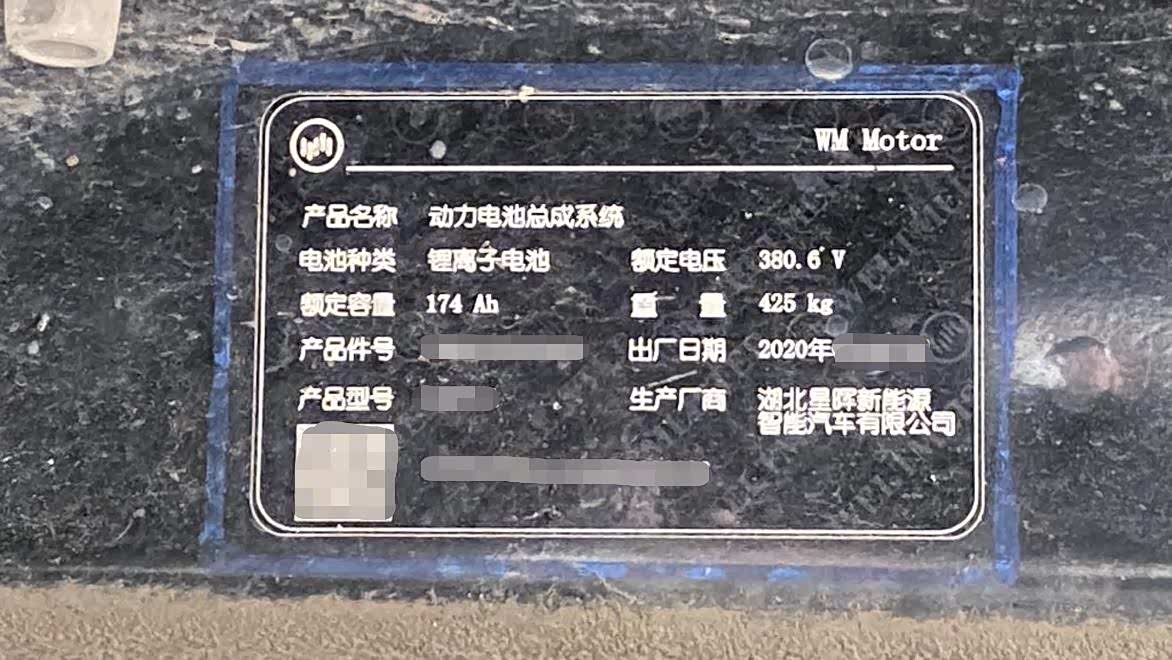 WM Motor
产品名称 动力电池总成系统
电池种类 锂离子电池 额定电压 380.6 V
额定容量 174 Ah 重 量 425 kg
产品件号 出厂日期 2020年
产品型号 生产厂商 湖北星晖新能源
智能汽车有限公司